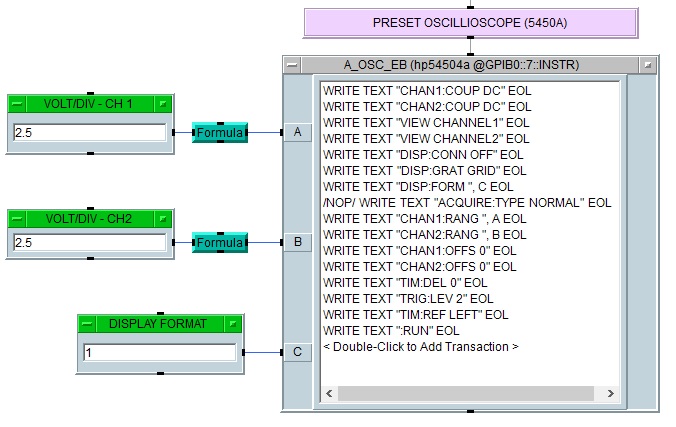 PRESET OSCILLIOSCOPE (5450A)
A_OSC_EB (hp54504a @GPIB0::7::INSTR)
VOLT/DIV - CH 1
2.5
Formula
A
VOLT/DIV - CH2
2.5
Formula
B
DISPLAY FORMAT
1
C
WRITE TEXT "CHAN1:COUP DC" EOL
WRITE TEXT "CHAN2:COUP DC" EOL
WRITE TEXT "VIEW CHANNEL1" EOL
WRITE TEXT "VIEW CHANNEL2" EOL
WRITE TEXT "DISP:CONN OFF" EOL
WRITE TEXT "DISP:GRAT GRID" EOL
WRITE TEXT "DISP:FORM ", C EOL
/NOP/ WRITE TEXT "ACQUIRE:TYPE NORMAL" EOL
WRITE TEXT "CHAN1:RANG ", A EOL
WRITE TEXT "CHAN2:RANG ", B EOL
WRITE TEXT "CHAN1:OFFS 0" EOL
WRITE TEXT "CHAN2:OFFS 0" EOL
WRITE TEXT "TIM:DEL 0" EOL
WRITE TEXT "TRIG:LEV 2" EOL
WRITE TEXT "TIM:REF LEFT" EOL
WRITE TEXT ":RUN" EOL
< Double-Click to Add Transaction >